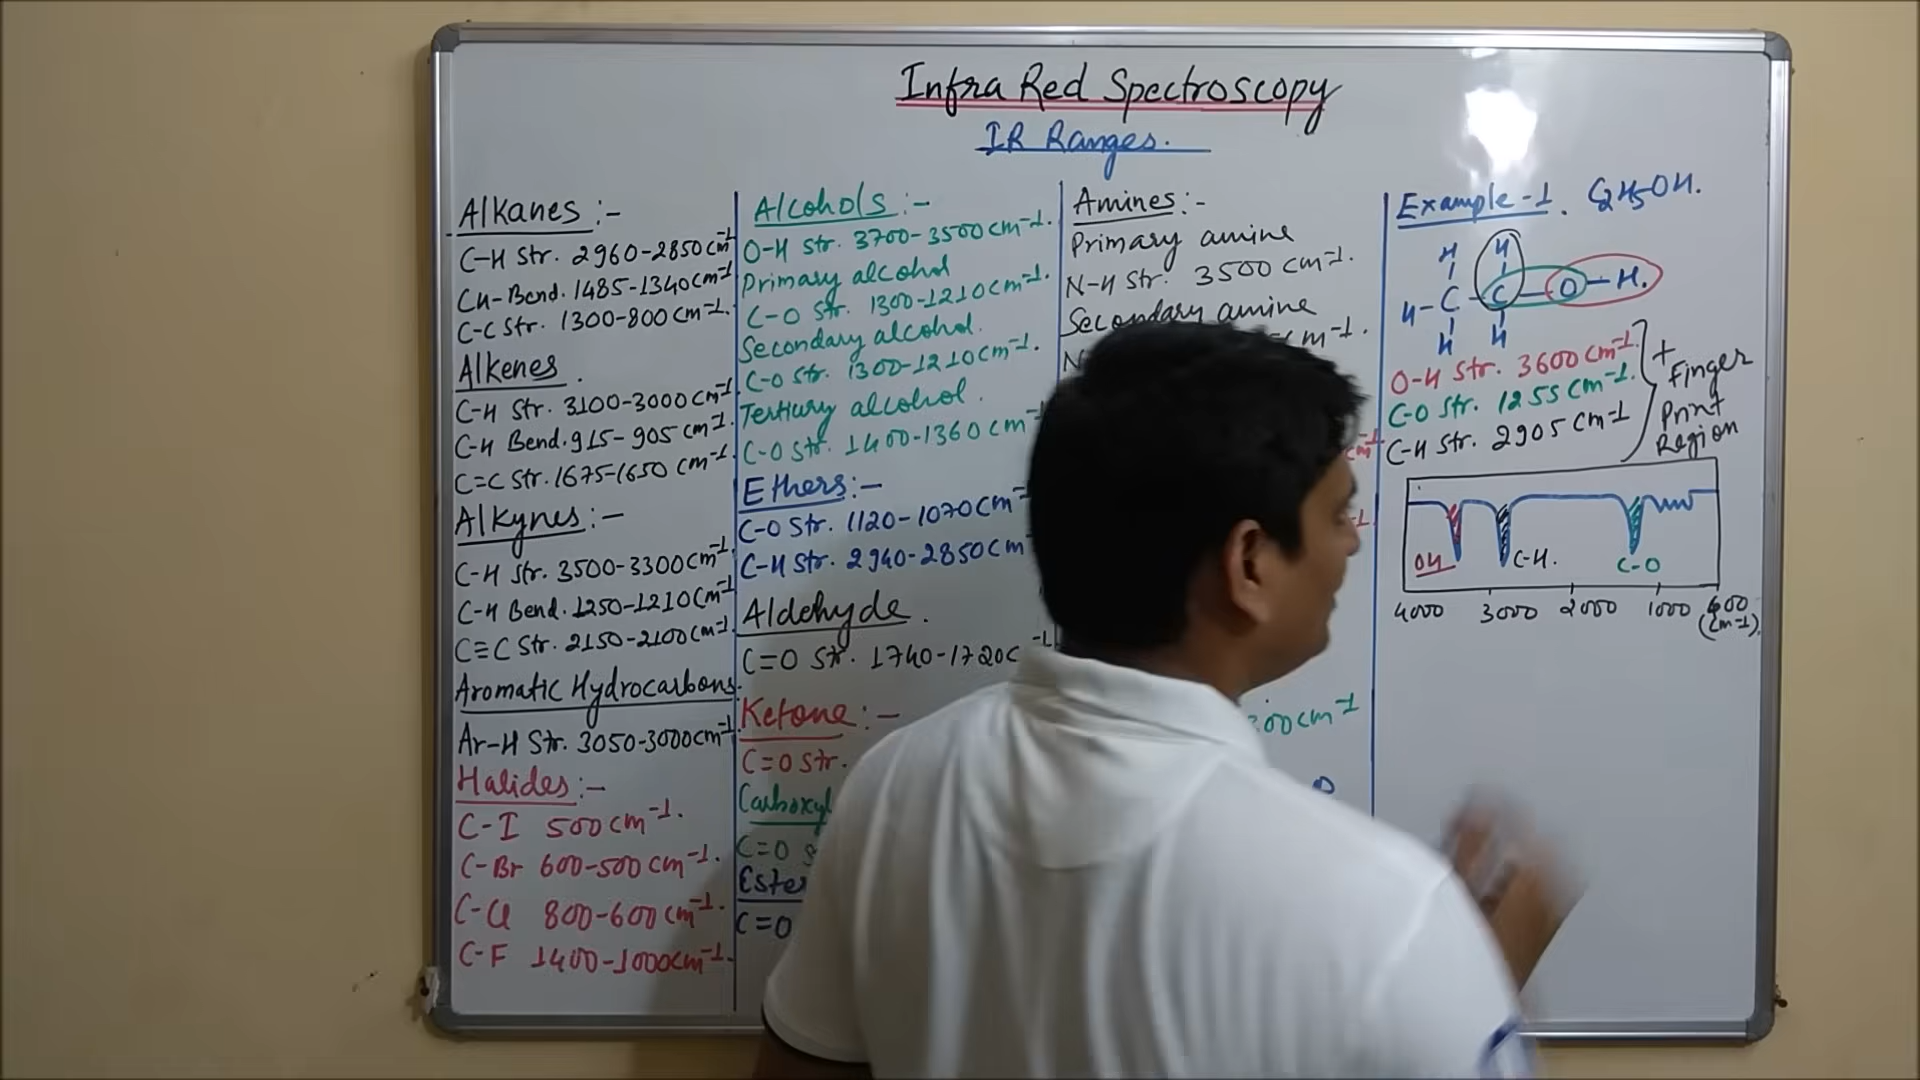 Infra Red Spectroscopy
IR Ranges.
Alkanes :-
C-H Str. 2960-2850 cm-1
CH-Bend. 1485-1340 cm-1
C-C Str. 1300-800 cm-1.
Alkenes.
C-H Str. 3100-3000 cm-1
C-H Bend. 915-905 cm-1.
C=C Str. 1675-1650 cm-1.
Alkynes :-
C-H Str. 3500-3300 cm-1
C-H Bend. 1250-1210 cm-1
C≡C Str. 2150-2100 cm-1.
Aromatic Hydrocarbons.
Ar-H Str. 3050-3000 cm-1.
Halides :-
C-I 500 cm-1.
C-Br 600-500 cm-1.
C-Cl 800-600 cm-1.
C-F 1400-1000 cm-1.
Alcohols :-
O-H Str. 3700-3500 cm-1.
Primary alcohol
C-O Str. 1300-1210 cm-1.
Secondary alcohol.
C-O Str. 1300-1210 cm-1.
Tertiary alcohol.
C-O Str. 1400-1360 cm-1
Ethers :-
C-O Str. 1120-1070 cm-1
C-H Str. 2940-2850 cm
Aldehyde.
C=O Str. 1740-1720 c -1
Ketone :-
C=O Str.
C=O
Ester
C=O
Amines :-
Primary amine
N-H Str. 3500 cm-1.
Secondary amine
N cm-1.
cm-1
-1.
300 cm-1
Example-1. C2H5OH.
H H
H-C-C-O-H.
H H
O-H Str. 3600 cm-1.
C-O Str. 1255 cm-1.
C-H Str. 2905 cm-1
+
Finger
Print
Region
OH C-H. C-O
4000 3000 2000 1000 600
(cm-1).